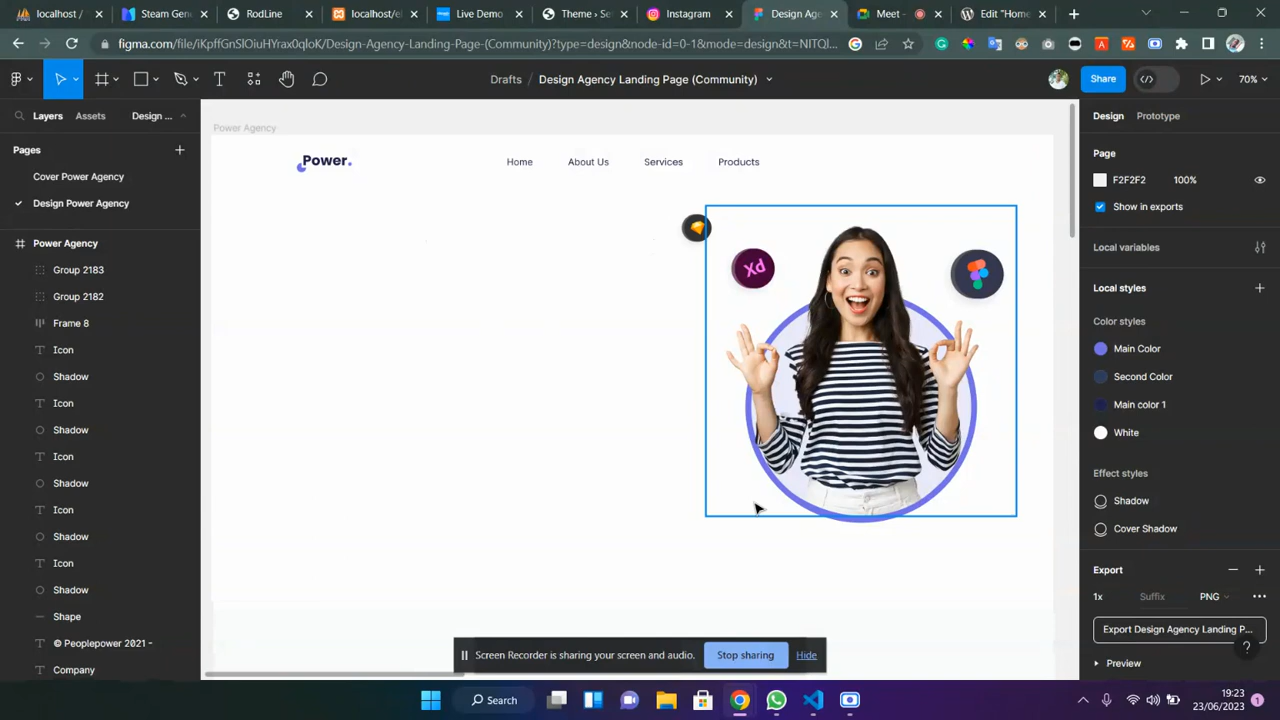 localhost /
Steam Gene
RodLine
localhost/el
Live Demo
Theme › Se
Instagram
Design Age
Meet -
Edit "Home
figma.com/file/iKpffGnSlOiuHYrax0qloK/Design-Agency-Landing-Page-(Community)?type=design&node-id=0-1&mode=design&t=NITQL
Drafts / Design Agency Landing Page (Community)
Share
70%
Layers
Assets
Design ...
Design
Prototype
Pages
Cover Power Agency
Design Power Agency
Power Agency
Group 2183
Group 2182
Frame 8
Icon
Shadow
Icon
Shadow
Icon
Shadow
Icon
Shadow
Icon
Shadow
Shape
© Peoplepower 2021 -
Company
Power Agency
Power.
Home
About Us
Services
Products
Xd
Page
F2F2F2
100%
Show in exports
Local variables
Local styles
Color styles
Main Color
Second Color
Main color 1
White
Effect styles
Shadow
Cover Shadow
Export
1x
Suffix
PNG
Export Design Agency Landing P...
Preview
Screen Recorder is sharing your screen and audio.
Stop sharing
Hide
Search
19:23
23/06/2023